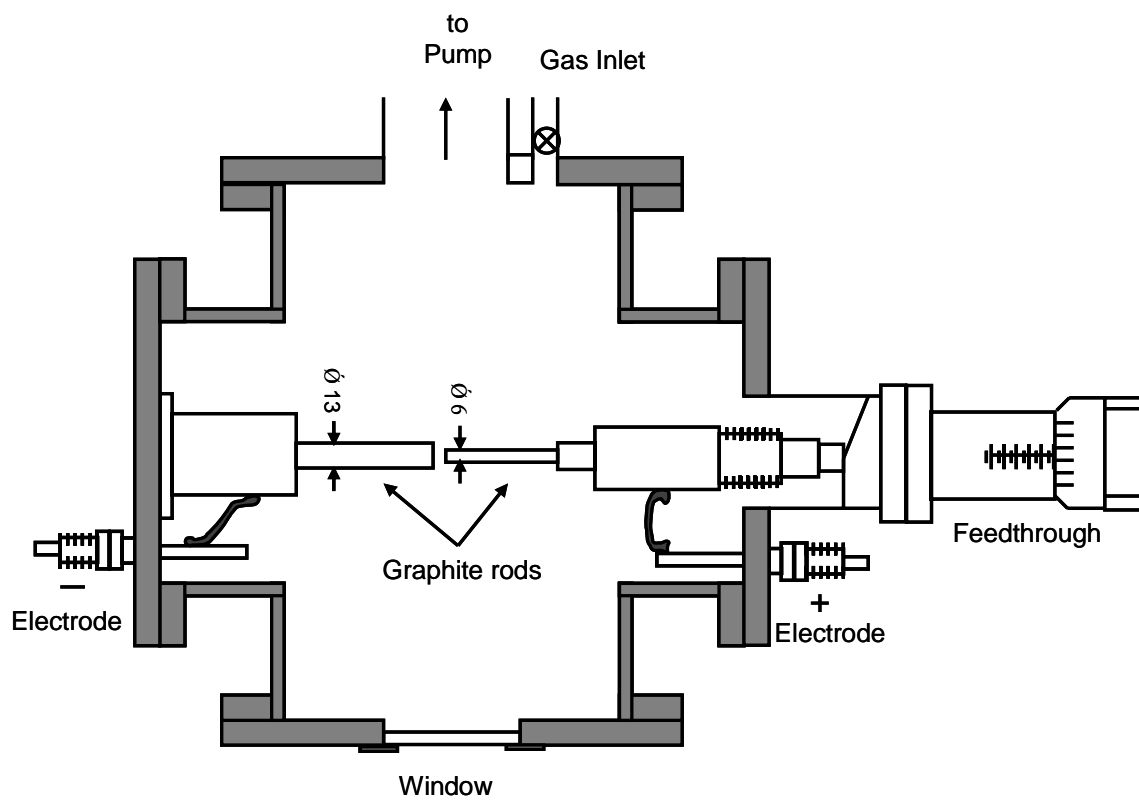 to
Pump
Gas Inlet
Ǿ 13
Ǿ 6
Graphite rods
Feedthrough
−
Electrode
+
Electrode
Window